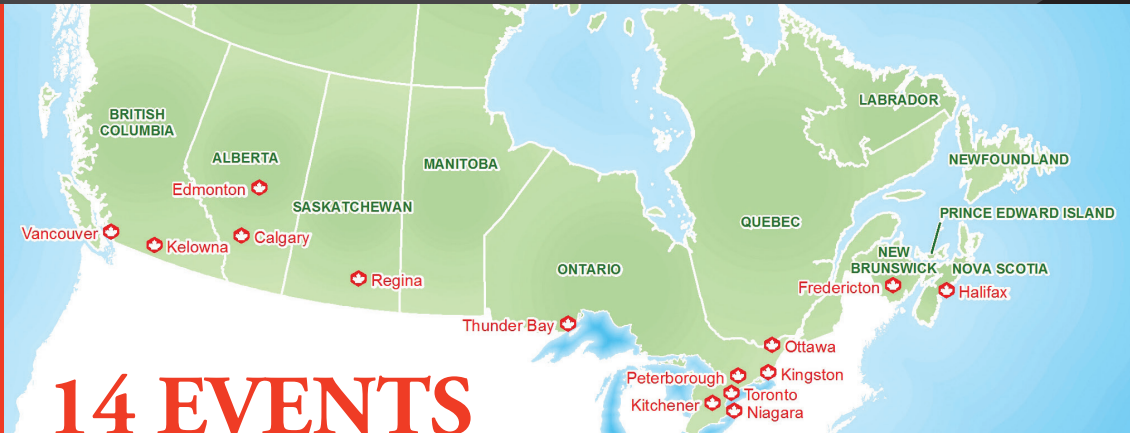 LABRADOR
BRITISH
COLUMBIA
ALBERTA
MANITOBA
NEWFOUNDLAND
Edmonton
SASKATCHEWAN
PRINCE EDWARD ISLAND
QUEBEC
Vancouver
Kelowna
Calgary
NEW
BRUNSWICK
NOVA SCOTIA
ONTARIO
Regina
Fredericton
Halifax
Thunder Bay
Ottawa
Peterborough
Kingston
Toronto
Kitchener
Niagara
14 EVENTS